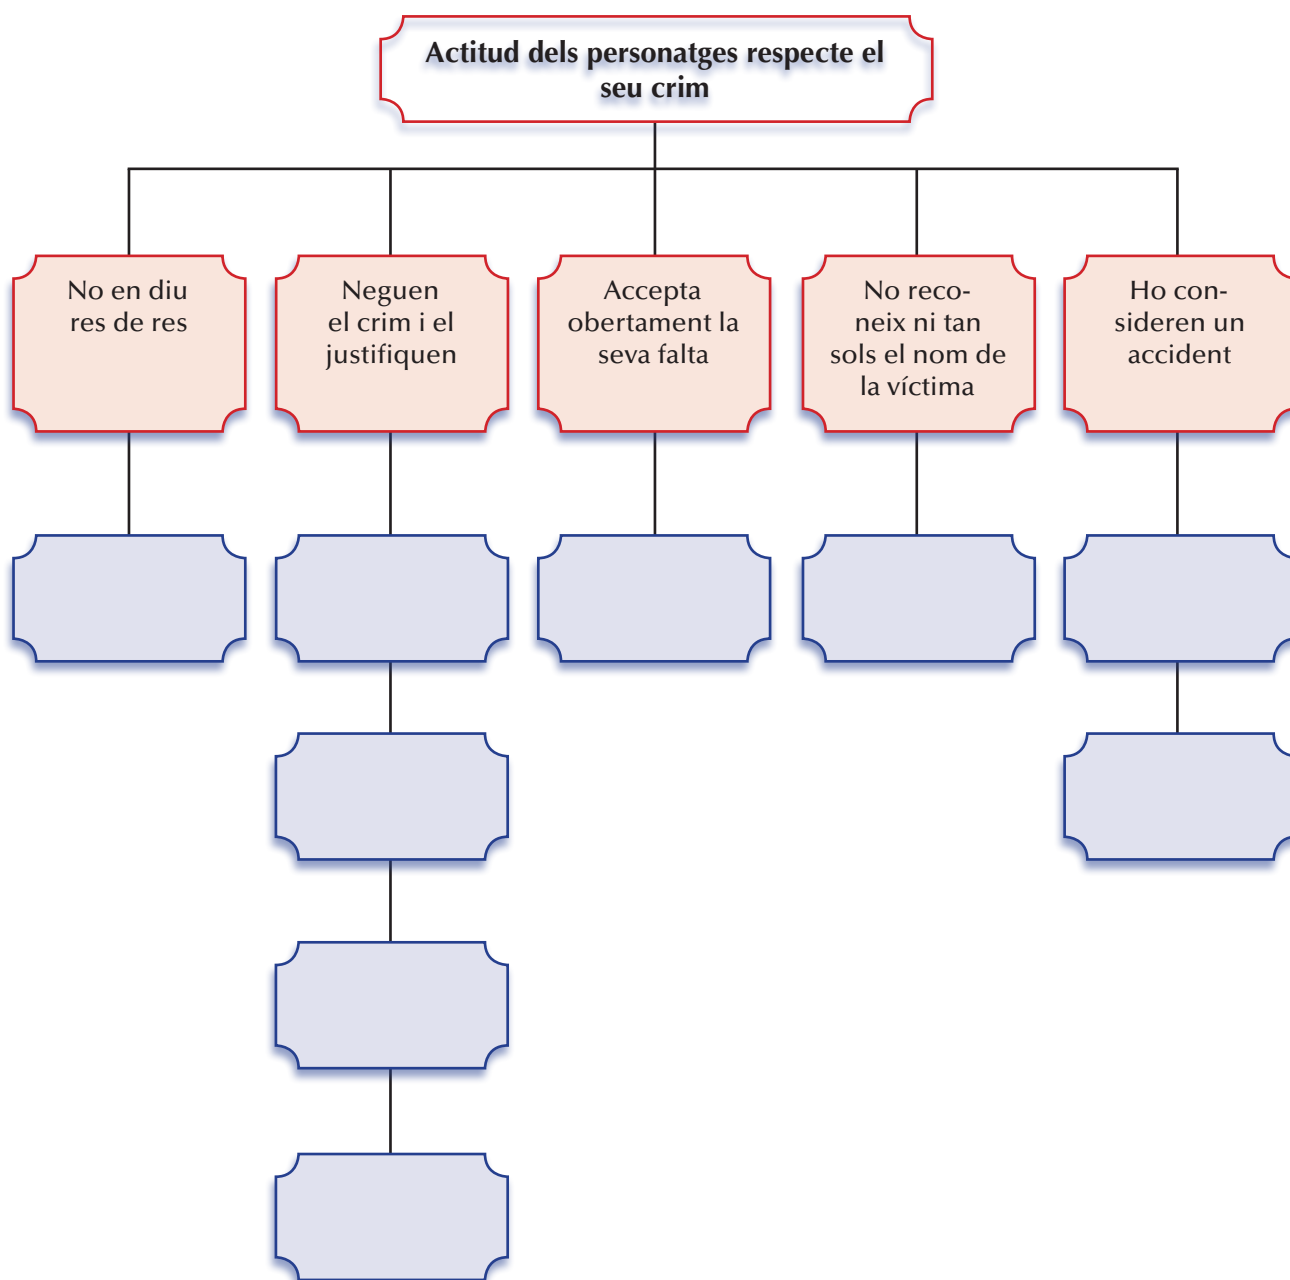 Actitud dels personatges respecte el
seu crim
No en diu
res de res
Neguen
el crim i el
justifiquen
Accepta
obertament la
seva falta
No reco-
neix ni tan
sols el nom de
la víctima
Ho con-
sideren un
accident